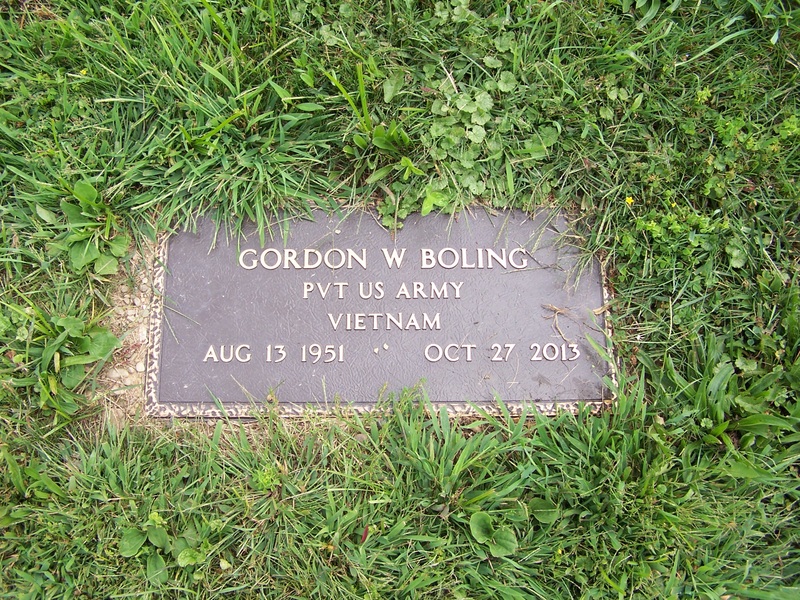 GORDON W BOLING
PVT US ARMY
VIETNAM
AUG 13 1951 OCT 27 2013